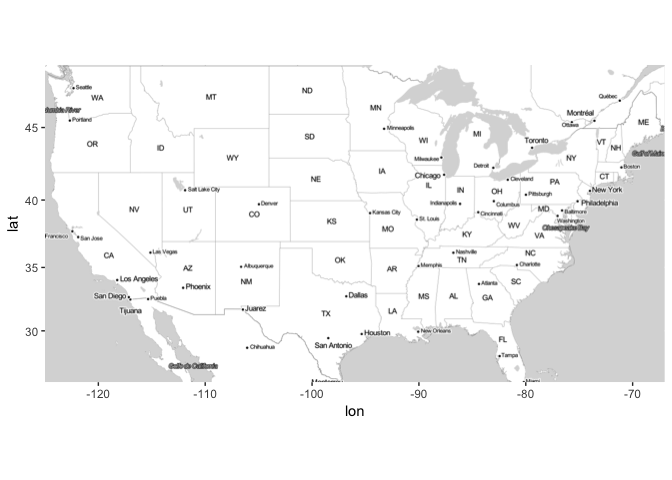 Seattle
WA
Columbia River
Portland
OR
MT
ID
WY
ND
SD
NE
MN
Minneapolis
WI
MI
Québec
Montréal
Ottawa
Toronto
ME
VT
NH
NY
Boston
CT
Milwaukee
Detroit
Chicago
Cleveland
IA
IL
IN
OH
PA
New York
Pittsburgh
Philadelphia
Salt Lake City
NV
UT
Denver
CO
KS
Kansas City
MO
St. Louis
Indianapolis
Columbus
Cincinnati
MD
Baltimore
Washington
WV
VA
Chesapeake Bay
KY
Francisco
San Jose
CA
Las Vegas
Los Angeles
San Diego
Tijuana
Puebla
AZ
Phoenix
Albuquerque
NM
Juarez
Chihuahua
OK
AR
Nashville
TN
Memphis
NC
Charlotte
SC
Atlanta
MS
AL
GA
Dallas
TX
LA
Houston
San Antonio
New Orleans
FL
Tampa
Golfo de California
lat
45
40
35
30
-120
-110
-100
-90
-80
-70
lon